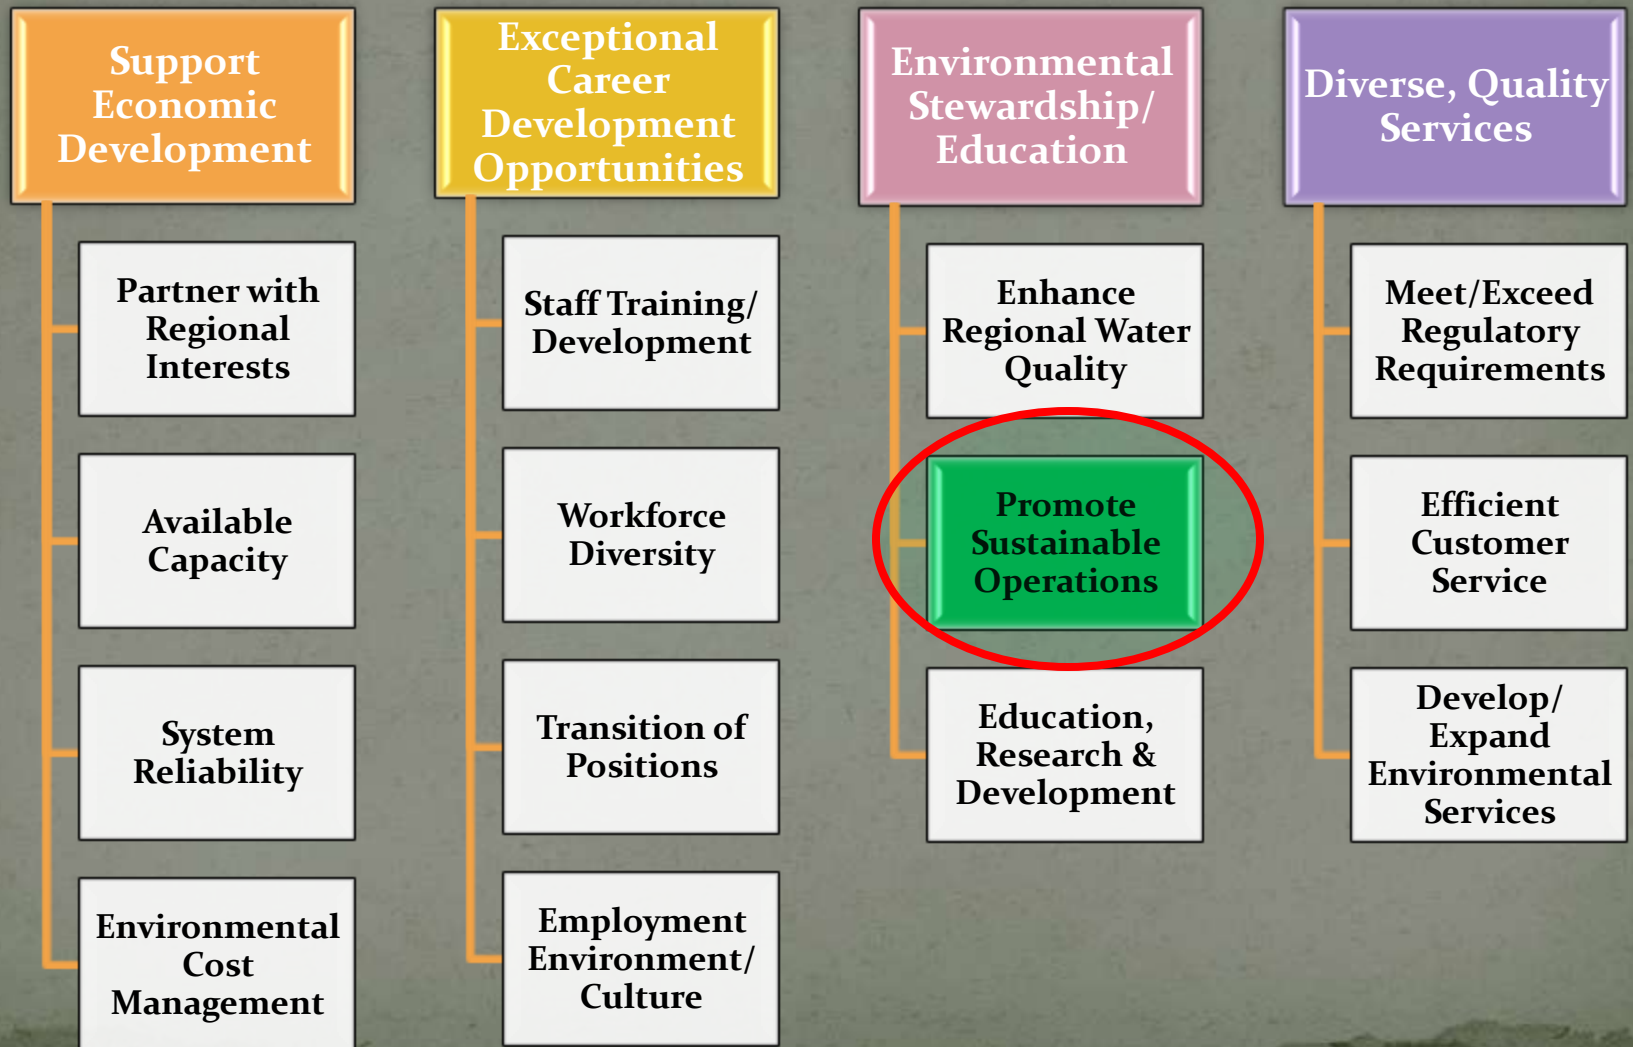 Support
Economic
Development
Partner with
Regional
Interests
Available
Capacity
System
Reliability
Environmental
Cost
Management
Exceptional
Career
Development
Opportunities
Staff Training/
Development
Workforce
Diversity
Transition of
Positions
Employment
Environment/
Culture
Environmental
Stewardship/
Education
Enhance
Regional Water
Quality
Promote
Sustainable
Operations
Education,
Research &
Development
Diverse, Quality
Services
Meet/Exceed
Regulatory
Requirements
Efficient
Customer
Service
Develop/
Expand
Environmental
Services